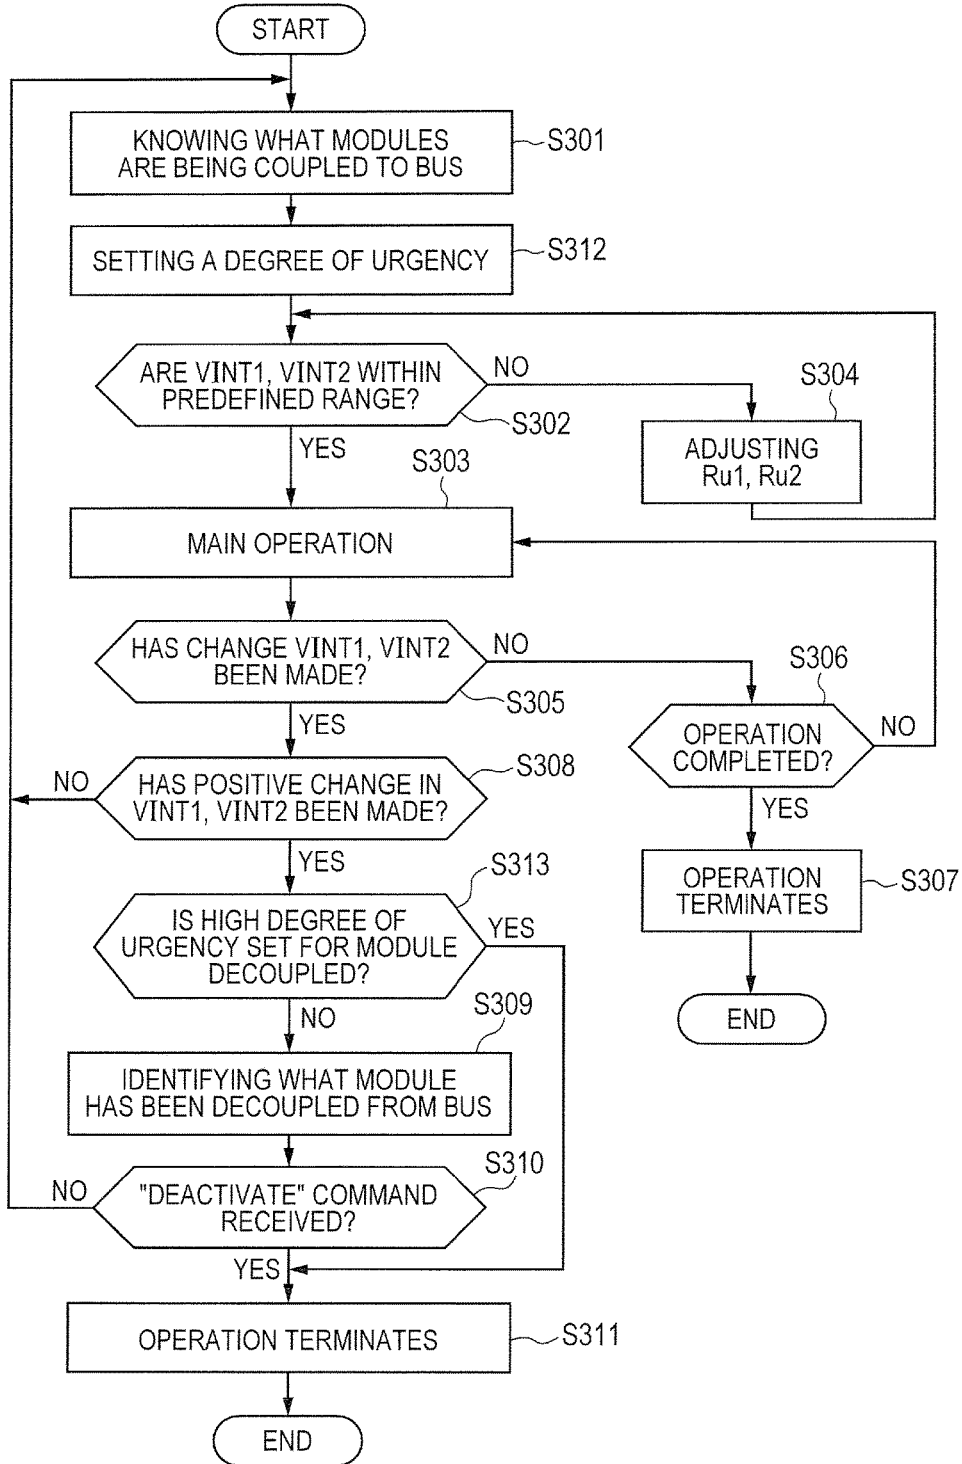 START
KNOWING WHAT MODULES
ARE BEING COUPLED TO BUS
S301
SETTING A DEGREE OF URGENCY
S312
ARE VINT1, VINT2 WITHIN
PREDEFINED RANGE?
NO
S302
S304
ADJUSTING
Ru1, Ru2
YES
S303
MAIN OPERATION
HAS CHANGE VINT1, VINT2
BEEN MADE?
NO
S305
S306
OPERATION
COMPLETED?
NO
YES
YES
HAS POSITIVE CHANGE IN
VINT1, VINT2 BEEN MADE?
S308
NO
OPERATION
TERMINATES
S307
END
YES
S313
IS HIGH DEGREE OF
URGENCY SET FOR MODULE
DECOUPLED?
YES
NO
S309
IDENTIFYING WHAT MODULE
HAS BEEN DECOUPLED FROM BUS
S310
"DEACTIVATE" COMMAND
RECEIVED?
NO
YES
OPERATION TERMINATES
S311
END